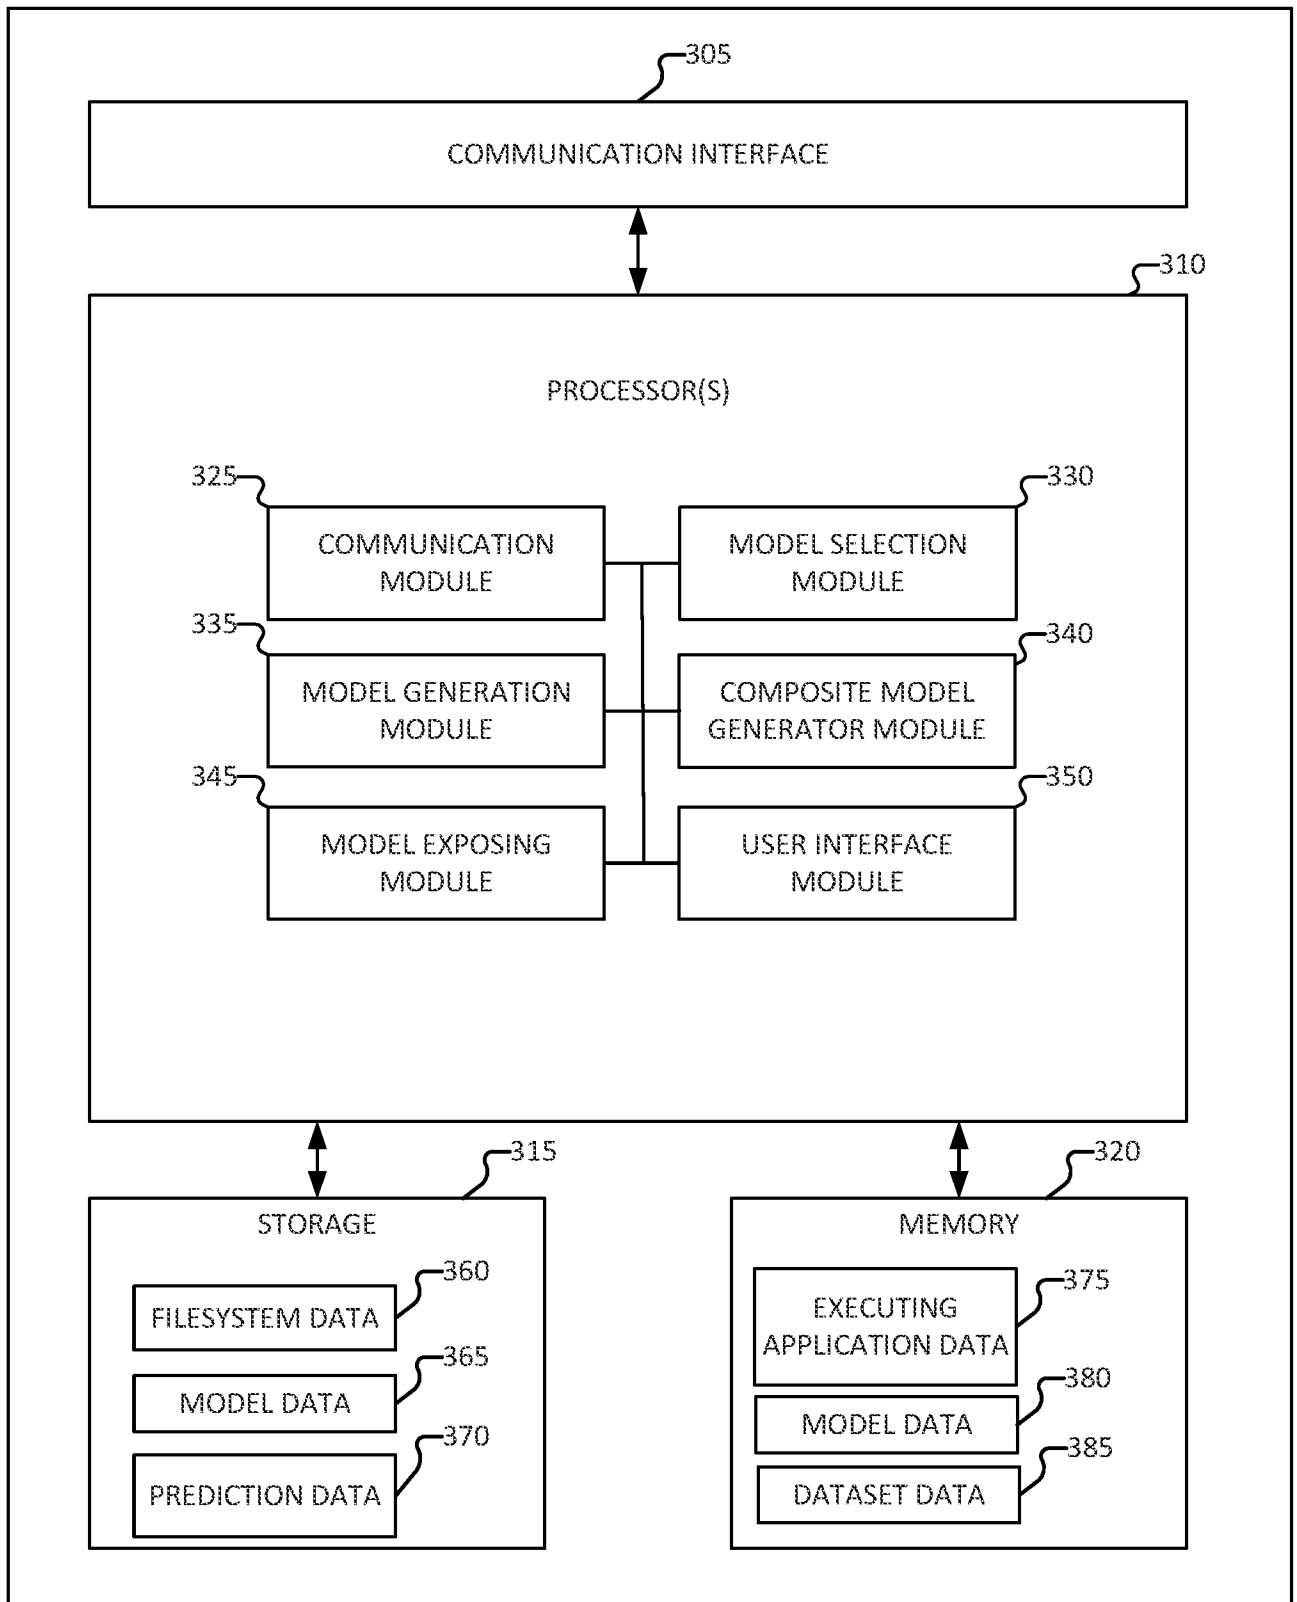 305
COMMUNICATION INTERFACE
310
PROCESSOR(S)
325
330
COMMUNICATION
MODULE
MODEL SELECTION
MODULE
335
340
MODEL GENERATION
MODULE
COMPOSITE MODEL
GENERATOR MODULE
345
350
MODEL EXPOSING
MODULE
USER INTERFACE
MODULE
315
STORAGE
360
FILESYSTEM DATA
365
MODEL DATA
370
PREDICTION DATA
320
MEMORY
375
EXECUTING
APPLICATION DATA
380
MODEL DATA
385
DATASET DATA